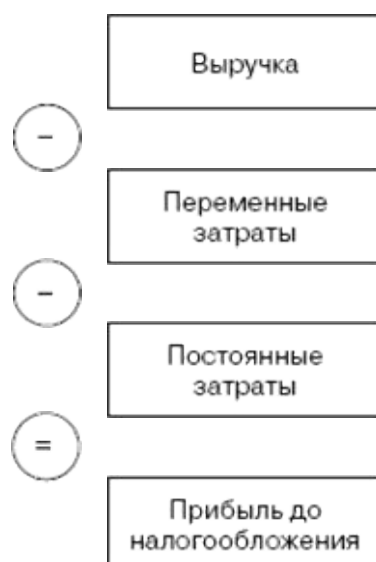 Выручка
–
Переменные
затраты
–
Постоянные
затраты
=
Прибыль до
налогообложения